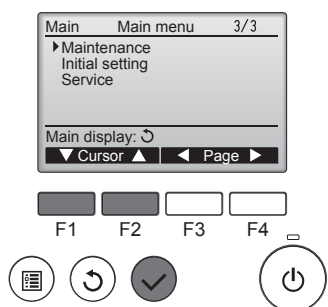 Main Main menu 3/3
Maintenance
Initial setting
Service
Main display:
Cursor Page
F1 F2 F3 F4